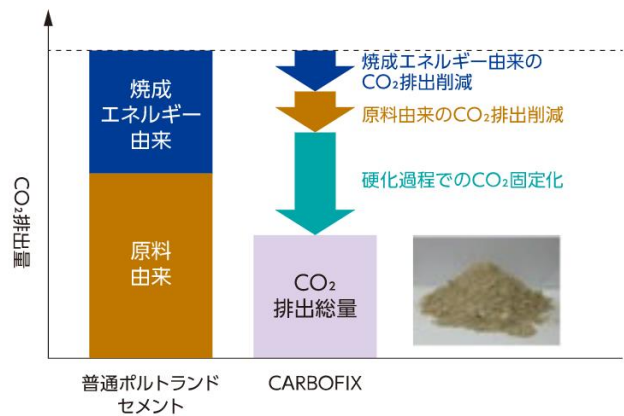 焼成
エネルギー
由来
原料
由来
焼成エネルギー由来の
CO₂排出削減
原料由来のCO₂排出削減
硬化過程でのCO₂固定化
CO₂
排出総量
CO₂排出量
普通ポルトランド
セメント
CARBOFIX